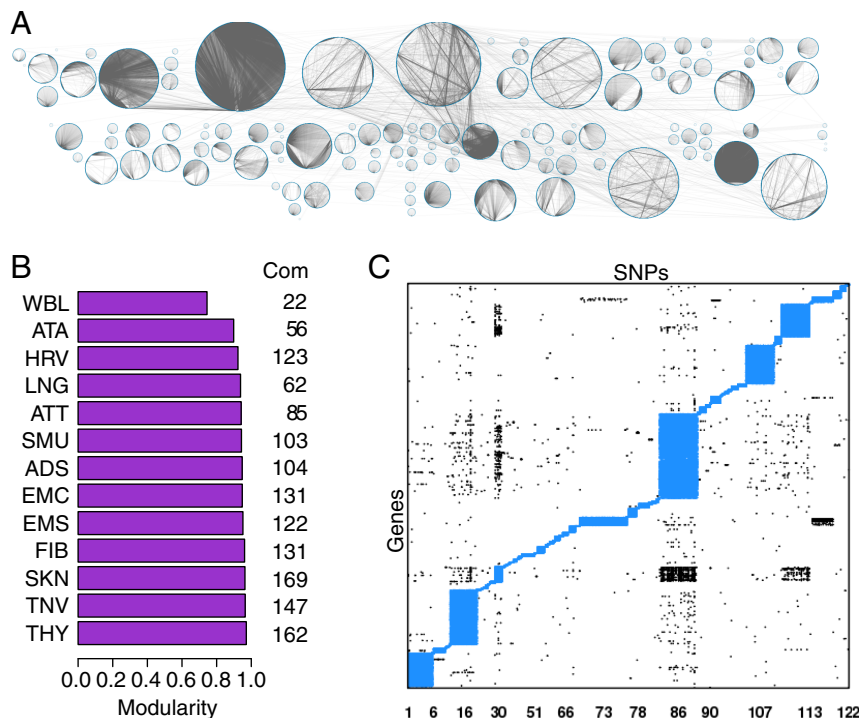 A
B
Com
WBL 22
ATA 56
HRV 123
LNG 62
ATT 85
SMU 103
ADS 104
EMC 131
EMS 122
FIB 131
SKN 169
TNV 147
THY 162
0.0 0.2 0.4 0.6 0.8 1.0
Modularity
C
SNPs
Genes
1 6 16 30 51 66 73 78 86 90 107 113 122